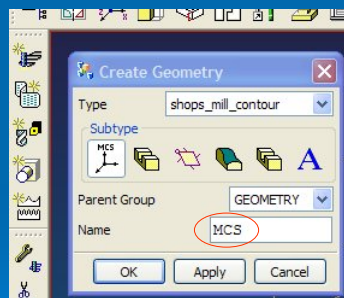 Create Geometry
Type shops_mill_contour
Subtype
MCS
A
Parent Group GEOMETRY
Name MCS
OK Apply Cancel